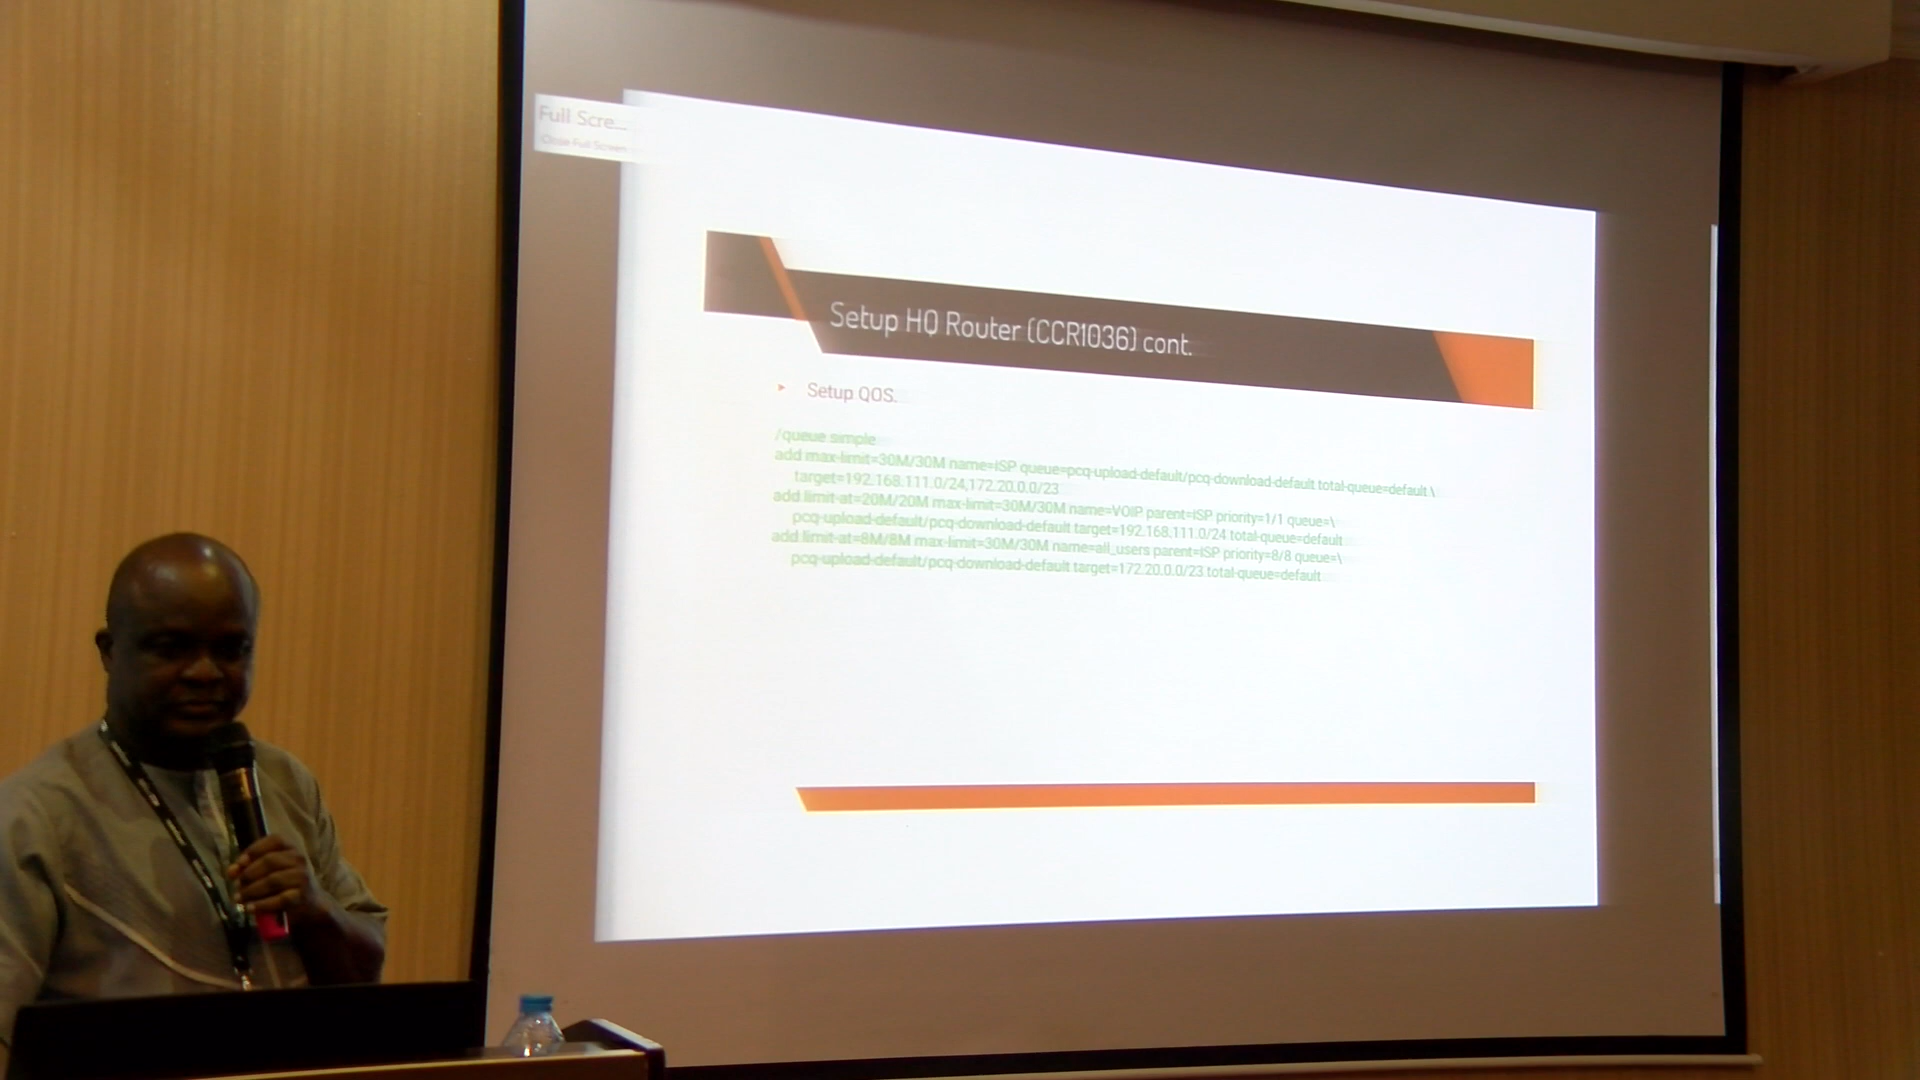 Full Scre...
Close Full Screen
Setup HQ Router (CCR1036) cont.
Setup QOS.
/queue simple
add max-limit=30M/30M name=ISP queue=pcq-upload-default/pcq-download-default total-queue=default \
target=192.168.111.0/24,172.20.0.0/23
add limit-at=20M/20M max-limit=30M/30M name=VOIP parent=ISP priority=1/1 queue=\
pcq-upload-default/pcq-download-default target=192.168.111.0/24 total-queue=default
add limit-at=8M/8M max-limit=30M/30M name=all_users parent=ISP priority=8/8 queue=\
pcq-upload-default/pcq-download-default target=172.20.0.0/23 total-queue=default